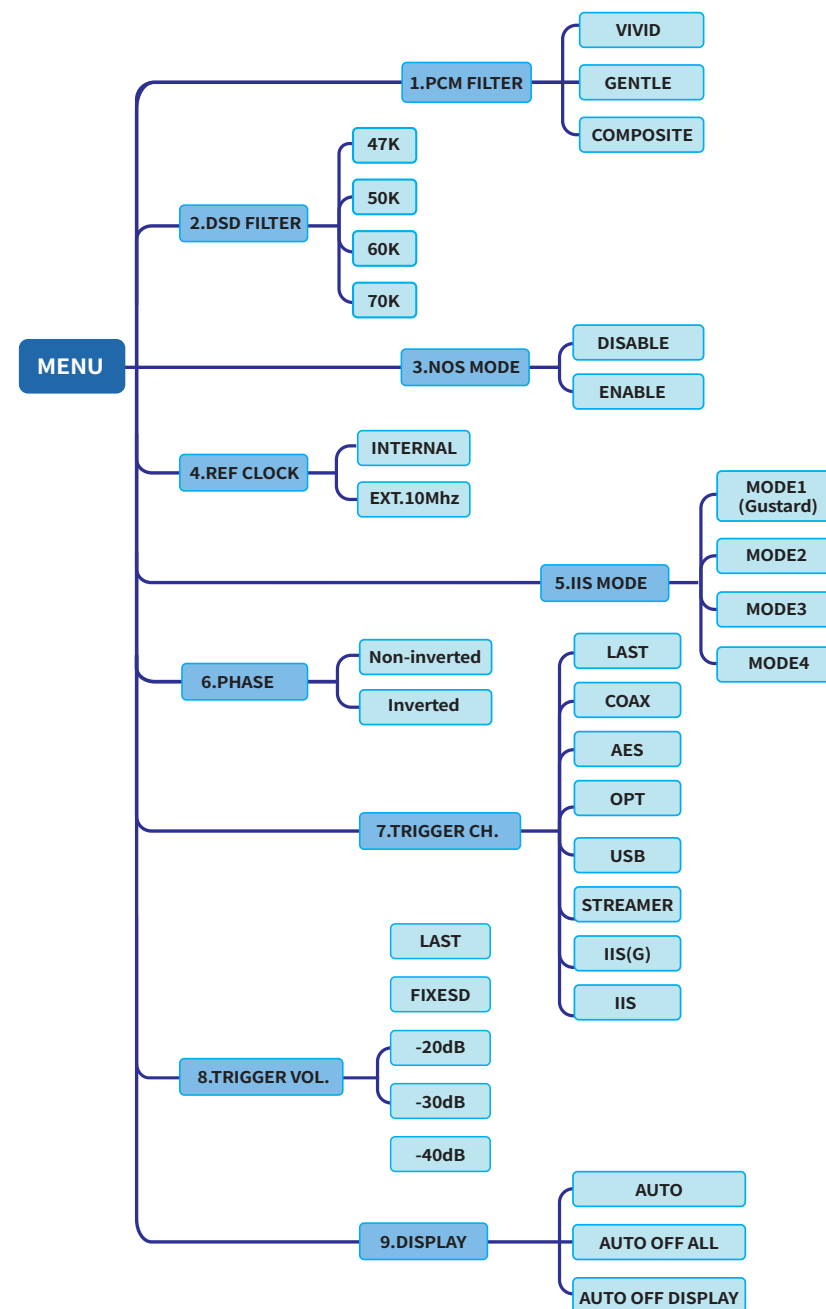 MENU
1.PCM FILTER
VIVID
GENTLE
COMPOSITE
2.DSD FILTER
47K
50K
60K
70K
3.NOS MODE
DISABLE
ENABLE
4.REF CLOCK
INTERNAL
EXT.10Mhz
5.IIS MODE
MODE1
(Gustard)
MODE2
MODE3
MODE4
6.PHASE
Non-inverted
Inverted
7.TRIGGER CH.
LAST
COAX
AES
OPT
USB
STREAMER
IIS(G)
IIS
8.TRIGGER VOL.
LAST
FIXESD
-20dB
-30dB
-40dB
9.DISPLAY
AUTO
AUTO OFF ALL
AUTO OFF DISPLAY